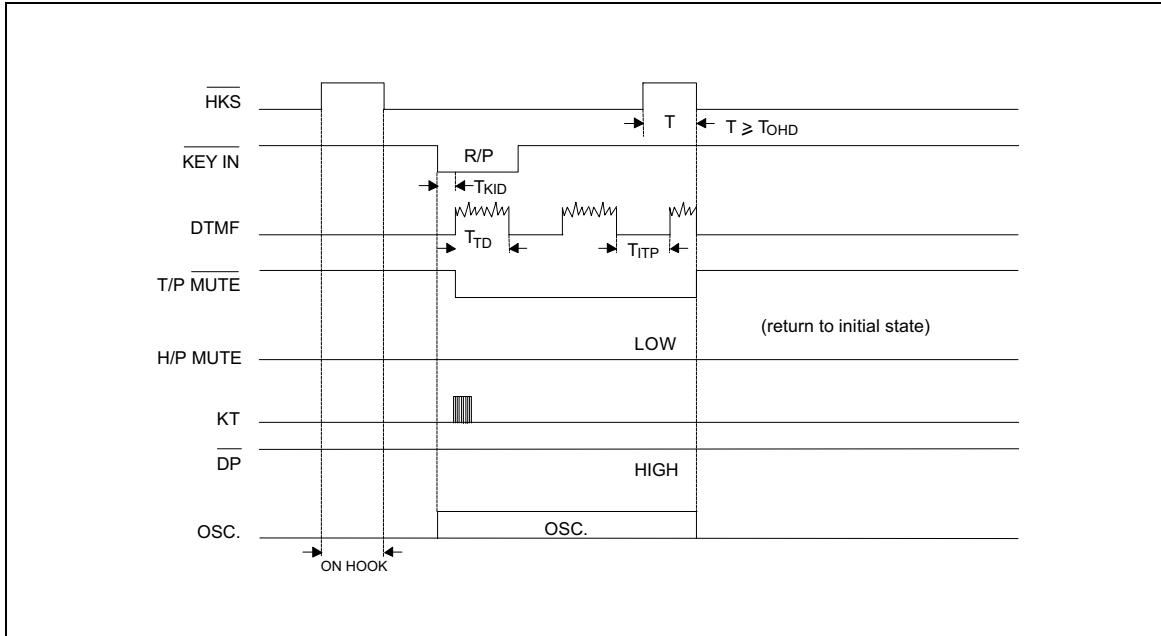 HKS
T
T ⩾ TOHD
KEY IN
R/P
TKID
DTMF
TTD
TITP
T/P MUTE
(return to initial state)
LOW
H/P MUTE
KT
DP
HIGH
OSC.
OSC.
ON HOOK